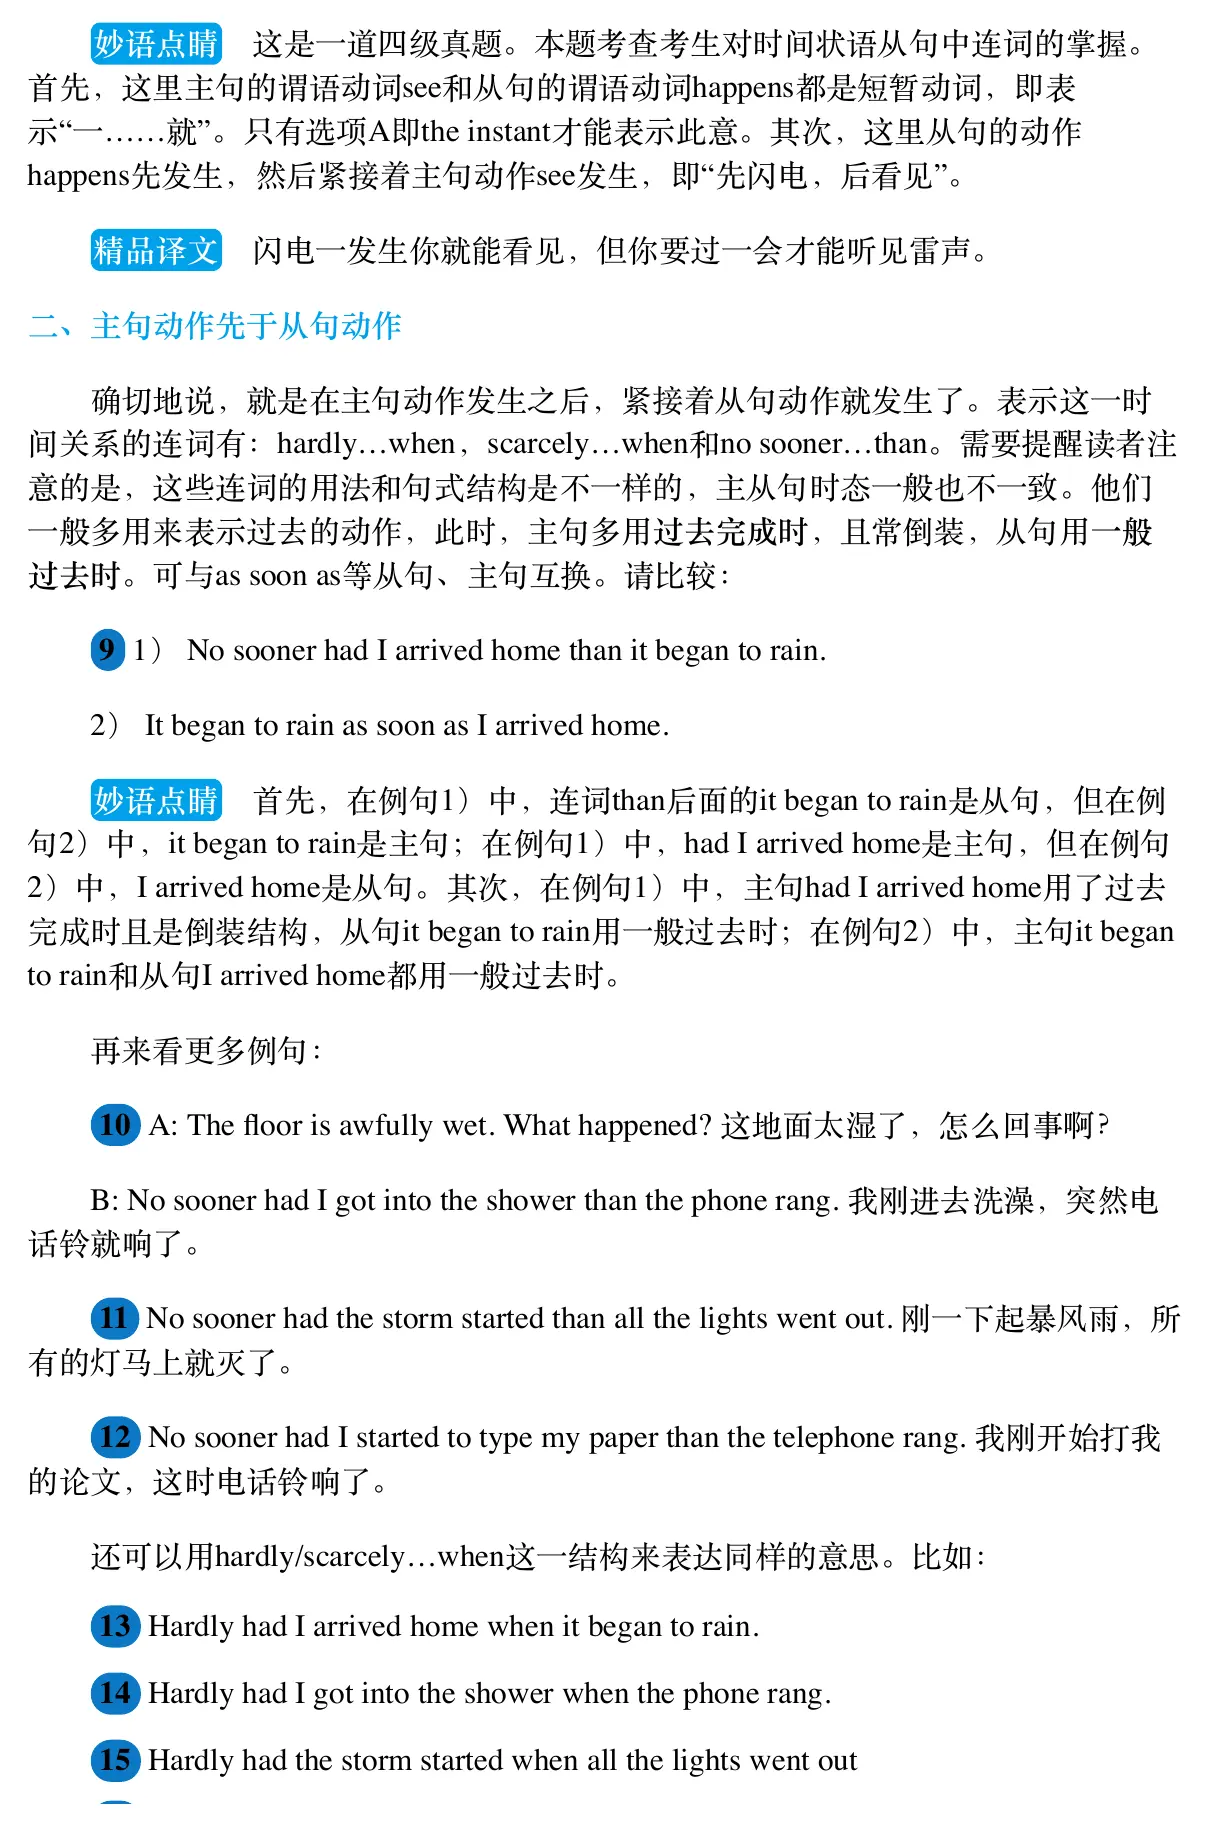 妙语点睛 这是一道四级真题。本题考查考生对时间状语从句中连词的掌握。
首先，这里主句的谓语动词see和从句的谓语动词happens都是短暂动词，即表
示“一……就”。只有选项A即the instant才能表示此意。其次，这里从句的动作
happens先发生，然后紧接着主句动作see发生，即“先闪电，后看见”。
精品译文 闪电一发生你就能看见，但你要过一会才能听见雷声。
二、主句动作先于从句动作
确切地说，就是在主句动作发生之后，紧接着从句动作就发生了。表示这一时
间关系的连词有：hardly…when，scarcely…when和no sooner…than。需要提醒读者注
意的是，这些连词的用法和句式结构是不一样的，主从句时态一般也不一致。他们
一般多用来表示过去的动作，此时，主句多用过去完成时，且常倒装，从句用一般
过去时。可与as soon as等从句、主句互换。请比较：
9 1） No sooner had I arrived home than it began to rain.
2） It began to rain as soon as I arrived home.
妙语点睛 首先，在例句1）中，连词than后面的it began to rain是从句，但在例
句2）中，it began to rain是主句；在例句1）中，had I arrived home是主句，但在例句
2）中，I arrived home是从句。其次，在例句1）中，主句had I arrived home用了过去
完成时且是倒装结构，从句it began to rain用一般过去时；在例句2）中，主句it began
to rain和从句I arrived home都用一般过去时。
再来看更多例句：
10 A: The floor is awfully wet. What happened? 这地面太湿了，怎么回事啊？
B: No sooner had I got into the shower than the phone rang. 我刚进去洗澡，突然电
话铃就响了。
11 No sooner had the storm started than all the lights went out. 刚一下起暴风雨，所
有的灯马上就灭了。
12 No sooner had I started to type my paper than the telephone rang. 我刚开始打我
的论文，这时电话铃响了。
还可以用hardly/scarcely…when这一结构来表达同样的意思。比如：
13 Hardly had I arrived home when it began to rain.
14 Hardly had I got into the shower when the phone rang.
15 Hardly had the storm started when all the lights went out